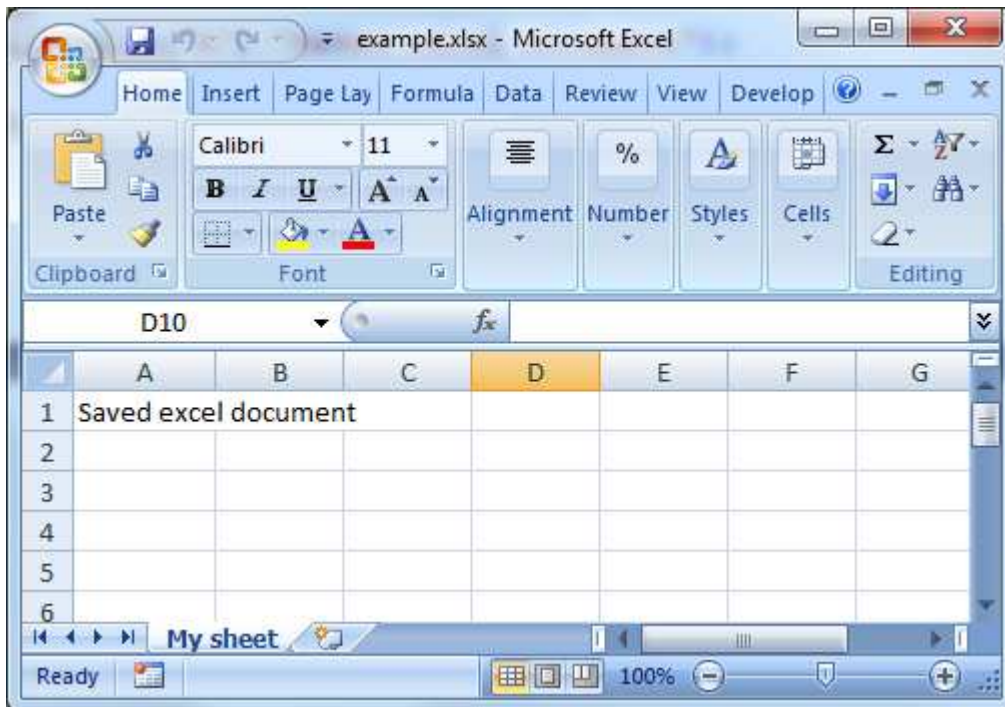 example.xlsx - Microsoft Excel
Home Insert Page Lay Formula Data Review View Develop
Calibri 11
Σ A Z
B I U A A
%
A
Paste Alignment Number Styles Cells
A
Clipboard Font Editing
D10 fx
A B C D E F G
1 Saved excel document
2
3
4
5
6
My sheet
Ready 100%